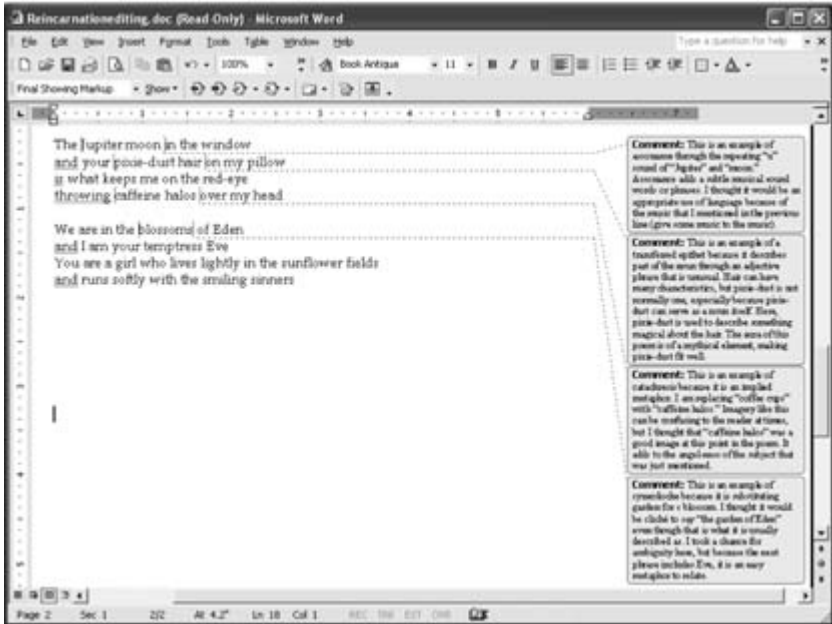 Reincarnationediting.doc (Read Only) - Microsoft Word
File Edit View Insert Format Tools Table Window Help Type a question for help
100% Book Antiqua 11 B I U
Final Showing Markup Show
The Jupiter moon in the window
and your pixie-dust hair on my pillow
is what keeps me on the red-eye
throwing caffeine halos over my head
We are in the blossoms of Eden
and I am your temptress Eve
You are a girl who lives lightly in the sunflower fields
and runs softly with the smiling sinners
Comment: This is an example of
assonance through the repeating "u"
sound of "Jupiter" and "moon."
Assonance adds a subtle musical sound
words or phrases. I thought it would be an
appropriate use of language because of
the music that I mentioned in the previous
line (give some music to the music).
Comment: This is an example of a
transferred epithet because it describes
part of the noun through an adjective
phrase that is unusual. Hair can have
many characteristics, but pixie-dust is not
normally one, especially because pixie-
dust can serve as a noun itself. Here,
pixie-dust is used to describe something
magical about the hair. The aura of this
poem is of a mythical element, making
pixie-dust fit well.
Comment: This is an example of
catachresis because it is an implied
metaphor. I am replacing "coffee cups"
with "caffeine halos." Imagery like this
can be confusing to the reader at times,
but I thought that "caffeine halos" was a
good image at this point in the poem. It
adds to the angelness of the subject that
was just mentioned.
Comment: This is an example of
synecdoche because it is substituting
garden for a blossom. I thought it would
be cliché to say "the garden of Eden"
even though that is what it is usually
described as. I took a chance for
ambiguity here, but because the next
phrase includes Eve, it is an easy
metaphor to relate.
Page 2 Sec 1 2/2 At 4.2" Ln 18 Col 1 REC TRK EXT OVR